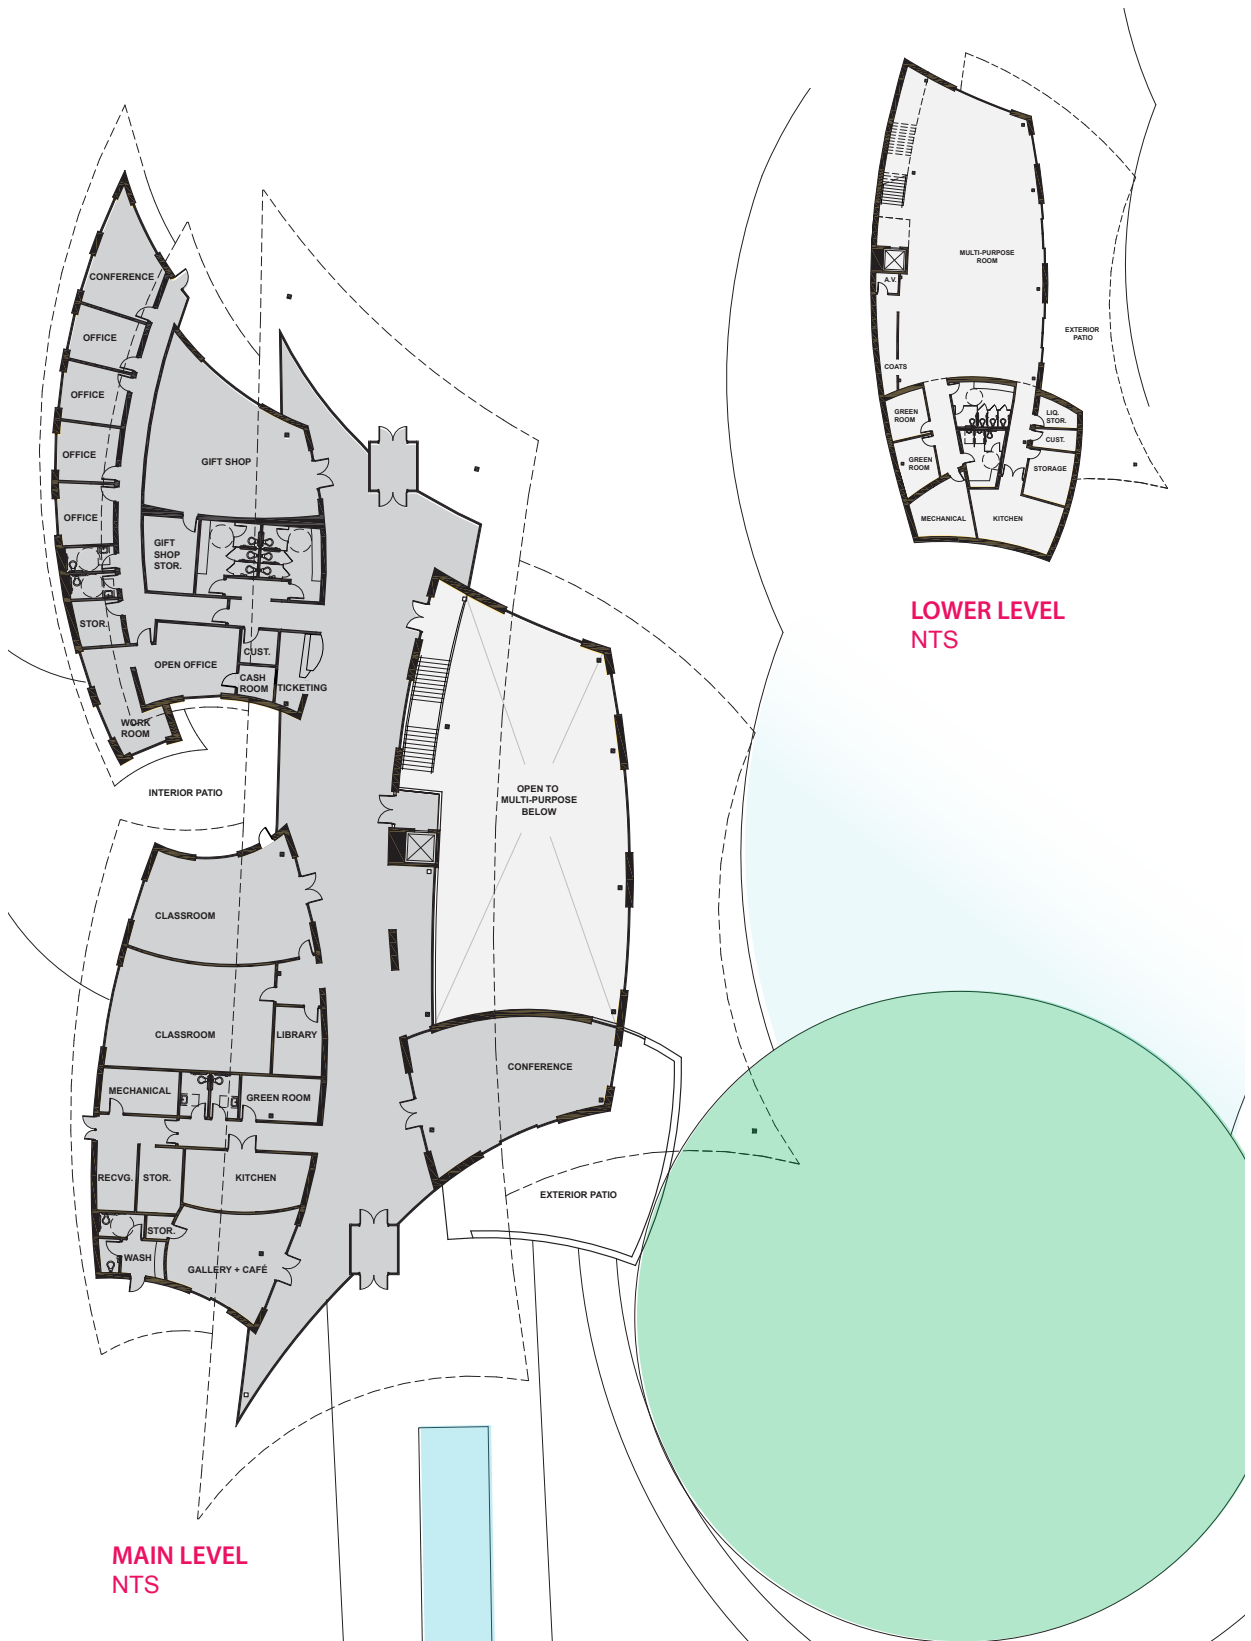 MULTI-PURPOSE
ROOM
A.V.
EXTERIOR
PATIO
COATS
GREEN
ROOM
LIQ.
STOR.
CUST.
GREEN
ROOM
STORAGE
MECHANICAL
KITCHEN
LOWER LEVEL
NTS
CONFERENCE
OFFICE
OFFICE
OFFICE
OFFICE
GIFT SHOP
GIFT
SHOP
STOR.
STOR.
OPEN OFFICE
CUST.
CASH
ROOM
TICKETING
WORK
ROOM
INTERIOR PATIO
OPEN TO
MULTI-PURPOSE
BELOW
CLASSROOM
CLASSROOM
LIBRARY
CONFERENCE
MECHANICAL
GREEN ROOM
RECVG.
STOR.
KITCHEN
EXTERIOR PATIO
STOR.
WASH
GALLERY + CAFÉ
MAIN LEVEL
NTS